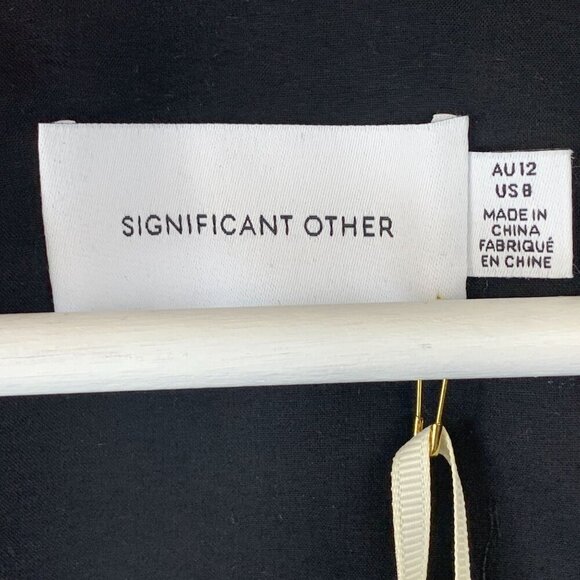 SIGNIFICANT OTHER
AU 12
US 8
MADE IN
CHINA
FABRIQUÉ
EN CHINE